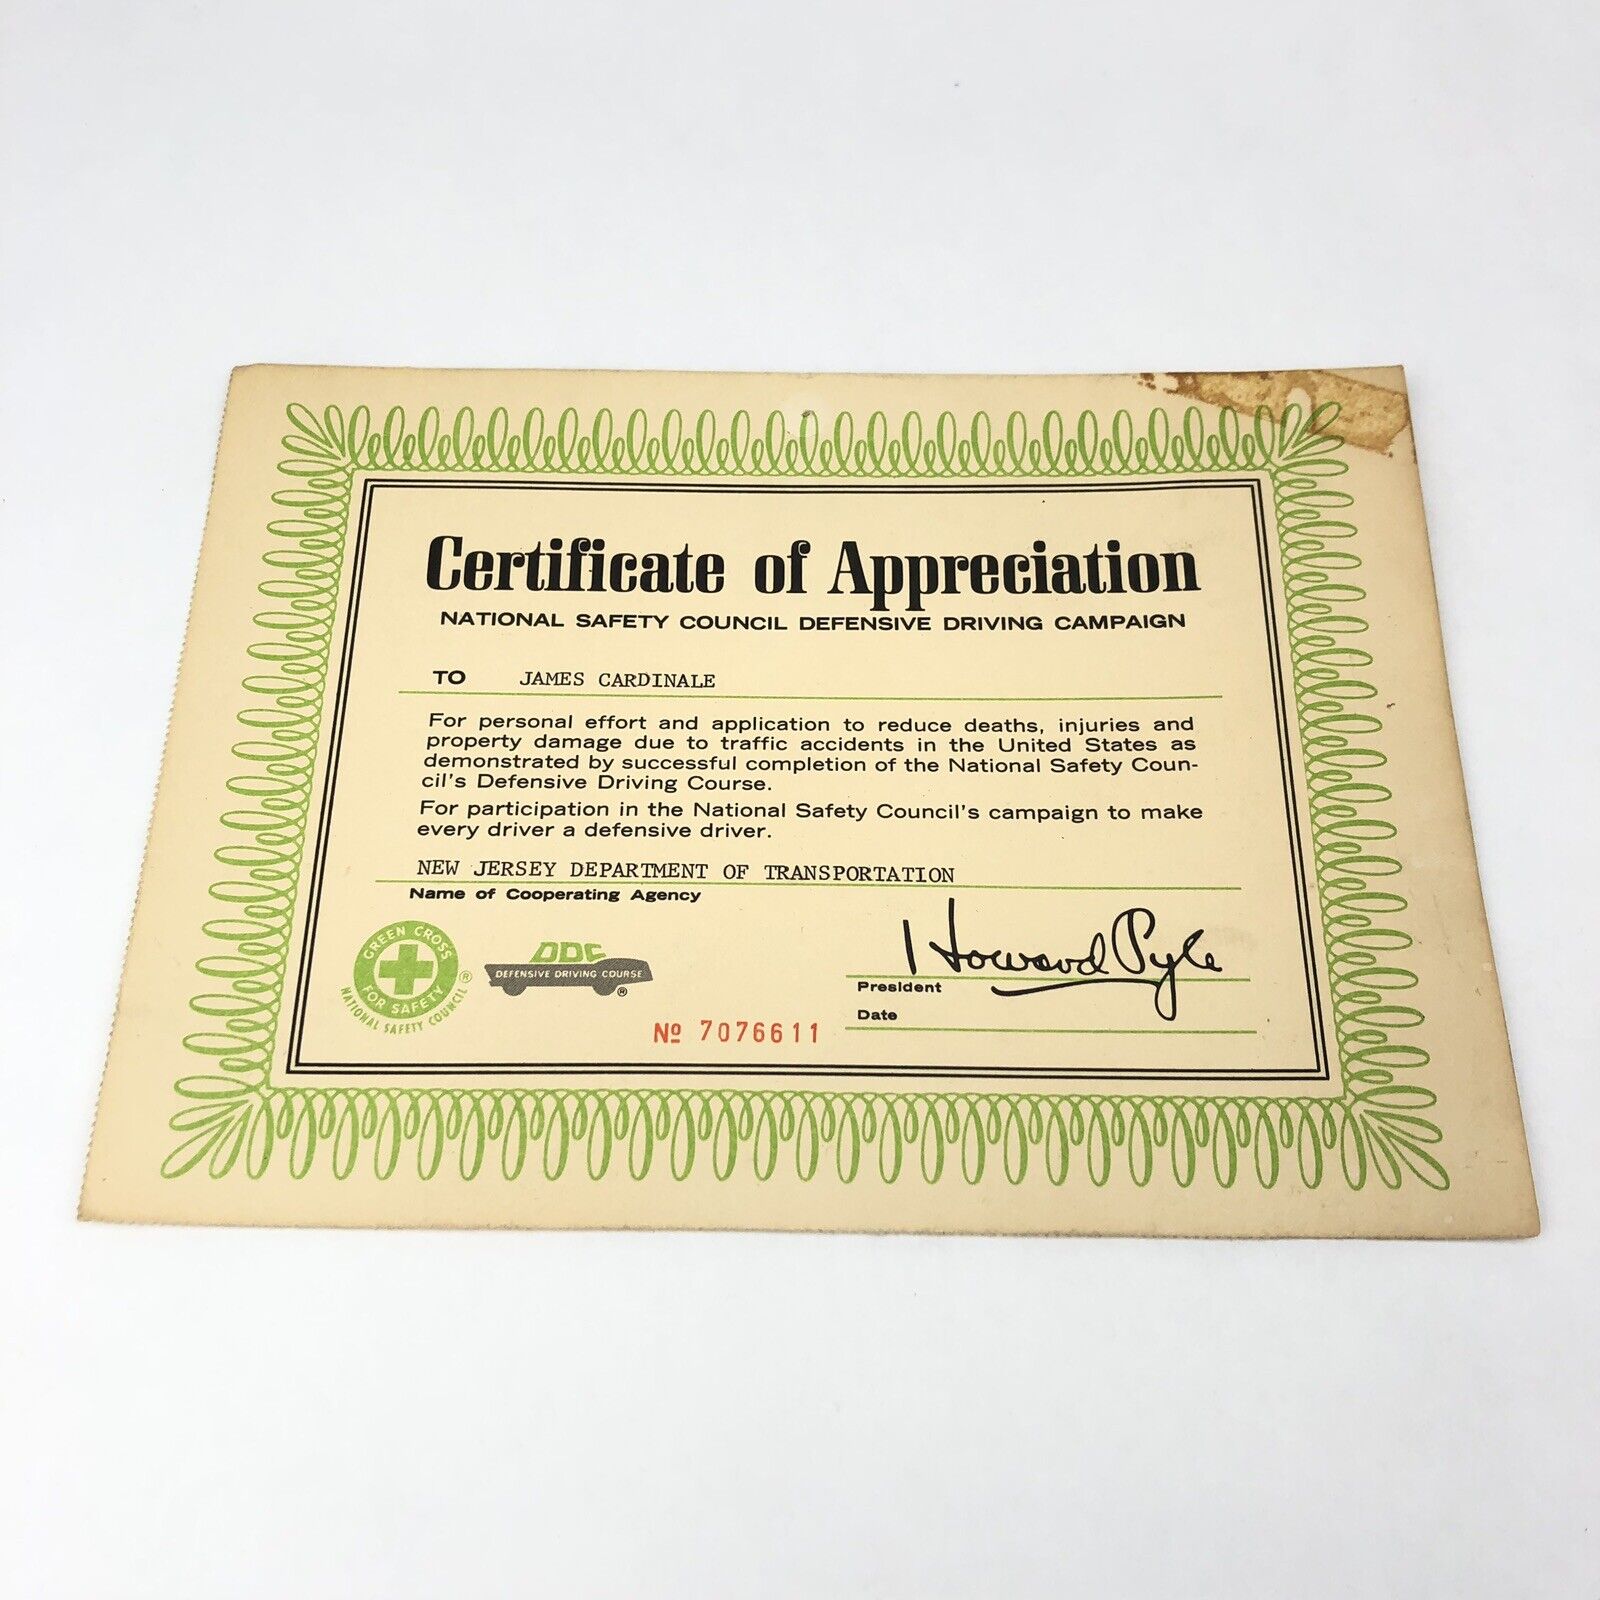 Certificate of Appreciation
NATIONAL SAFETY COUNCIL DEFENSIVE DRIVING CAMPAIGN
TO JAMES CARDINALE
For personal effort and application to reduce deaths, injuries and
property damage due to traffic accidents in the United States as
demonstrated by successful completion of the National Safety Coun-
cil's Defensive Driving Course.
For participation in the National Safety Council's campaign to make
every driver a defensive driver.
NEW JERSEY DEPARTMENT OF TRANSPORTATION
Name of Cooperating Agency
GREEN CROSS
FOR SAFETY
NATIONAL SAFETY COUNCIL ®
DDC
DEFENSIVE DRIVING COURSE
®
Howard Pyle
President
Date
Nº 7076611